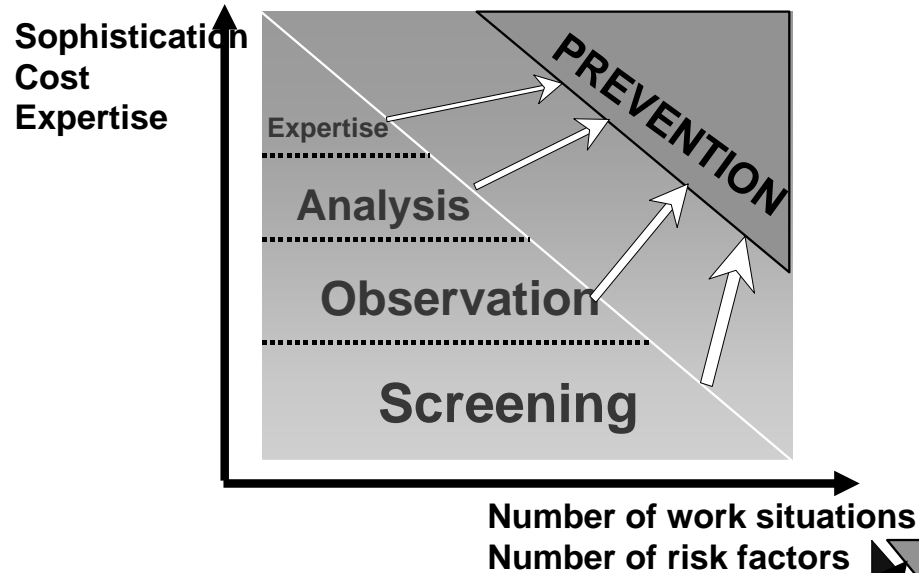 Sophistication
Cost
Expertise
PREVENTION
Expertise
Analysis
Observation
Screening
Number of work situations
Number of risk factors